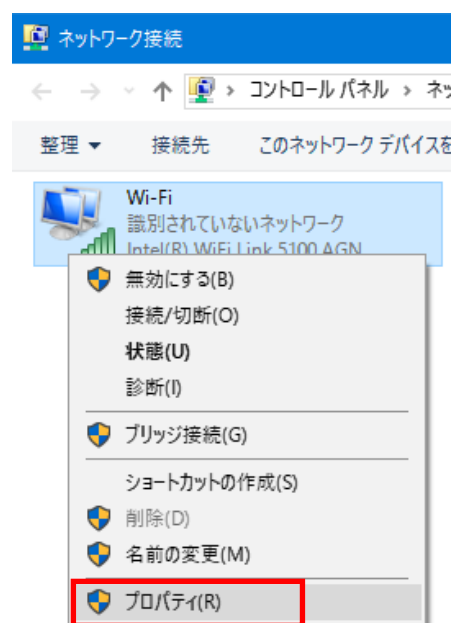 ネットワーク接続
コントロール パネル › ネッ
整理 接続先 このネットワーク デバイスを
Wi-Fi
識別されていないネットワーク
Intel(R) WiFi Link 5100 AGN
無効にする(B)
接続/切断(O)
状態(U)
診断(I)
ブリッジ接続(G)
ショートカットの作成(S)
削除(D)
名前の変更(M)
プロパティ(R)